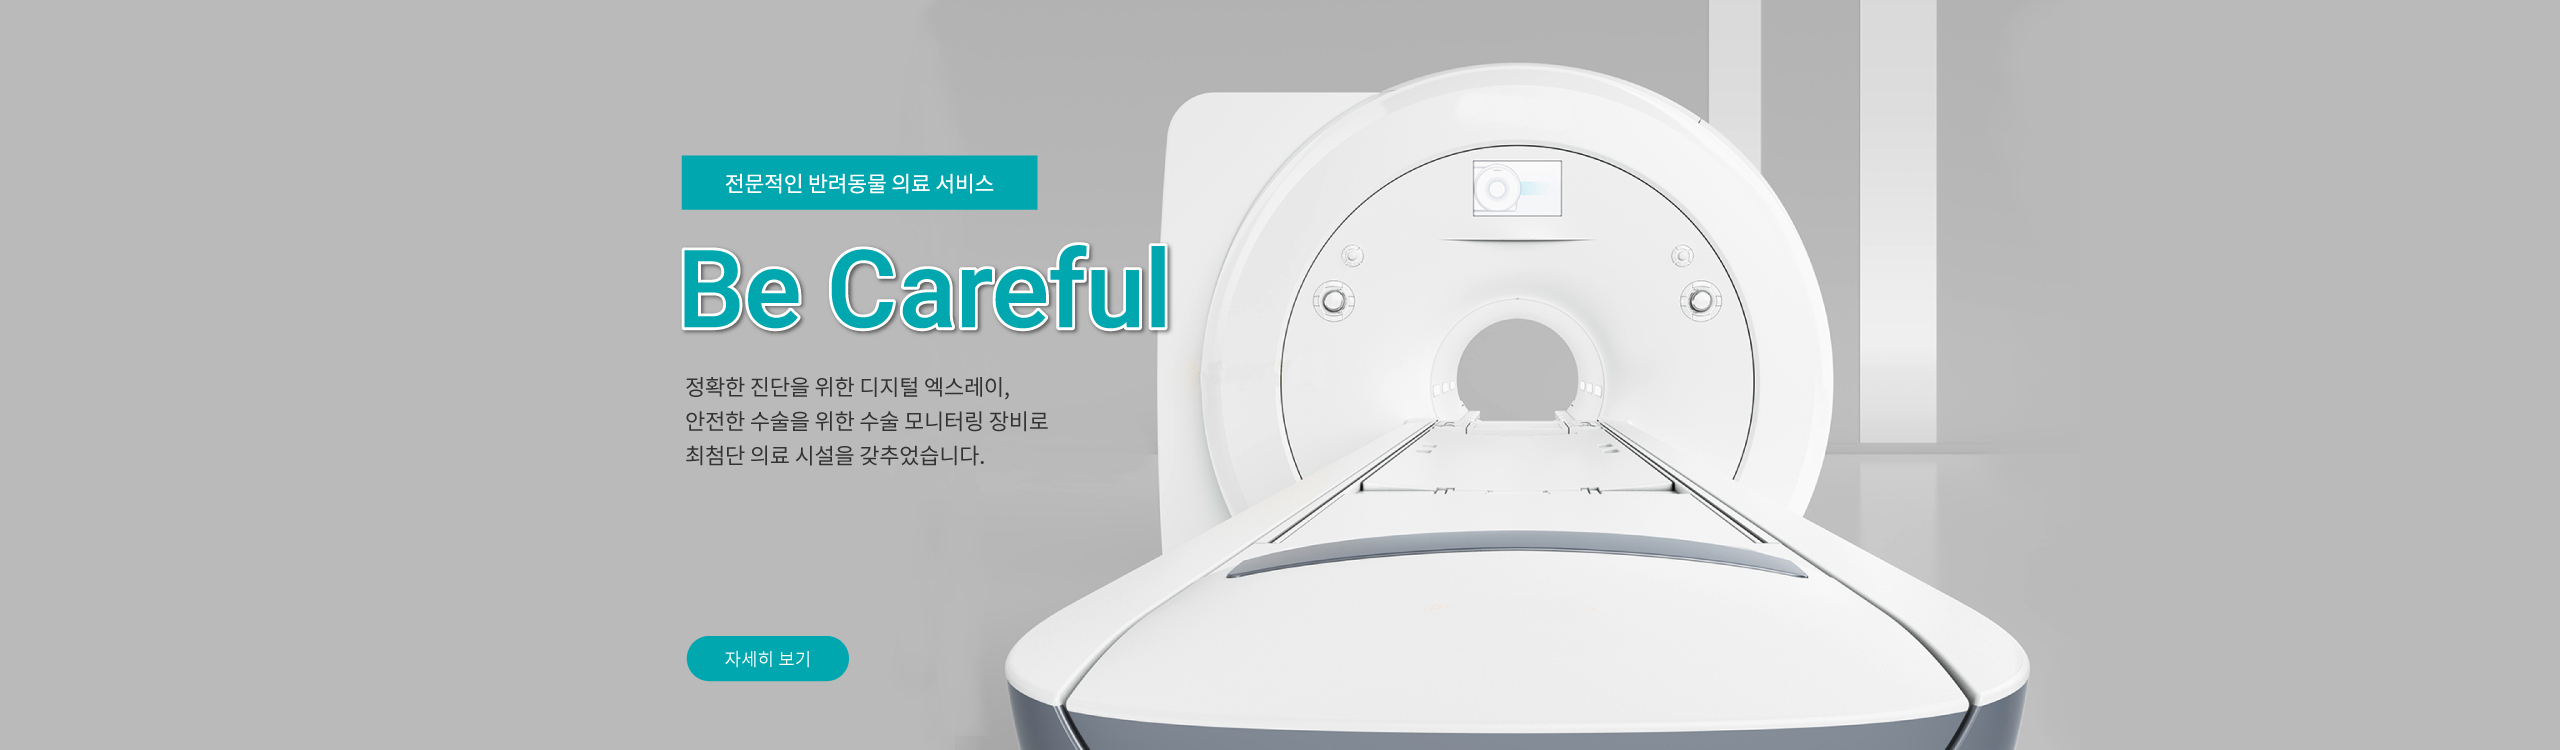 전문적인 반려동물 의료 서비스
Be Careful
정확한 진단을 위한 디지털 엑스레이,
안전한 수술을 위한 수술 모니터링 장비로
최첨단 의료 시설을 갖추었습니다.
자세히 보기